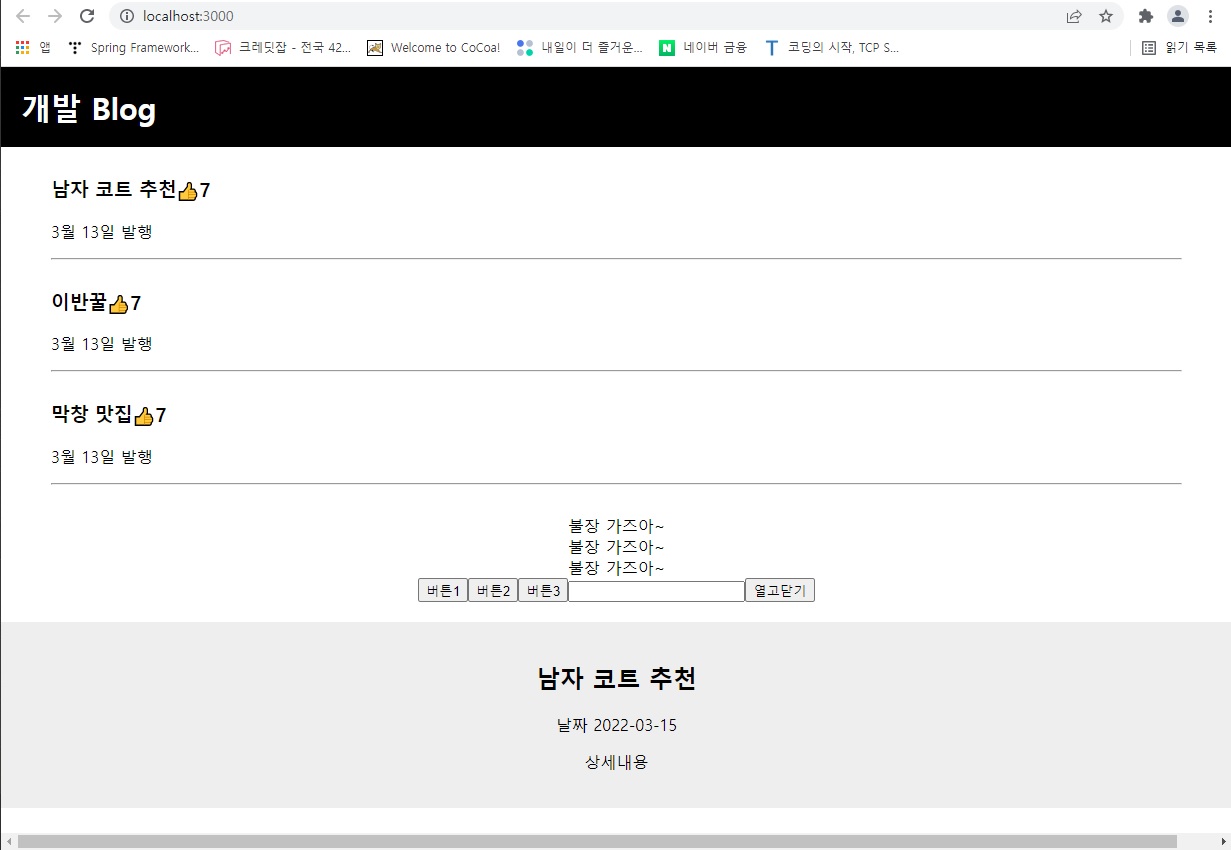 localhost:3000
앱 Spring Framework... 크레딧잡 - 전국 42... Welcome to CoCoa! 내일이 더 즐거운... N 네이버 금융 T 코딩의 시작, TCP S... 읽기 목록
개발 Blog
남자 코트 추천👍7
3월 13일 발행
이반꿀👍7
3월 13일 발행
막창 맛집👍7
3월 13일 발행
불장 가즈아~
불장 가즈아~
불장 가즈아~
버튼1 버튼2 버튼3 열고닫기
남자 코트 추천
날짜 2022-03-15
상세내용